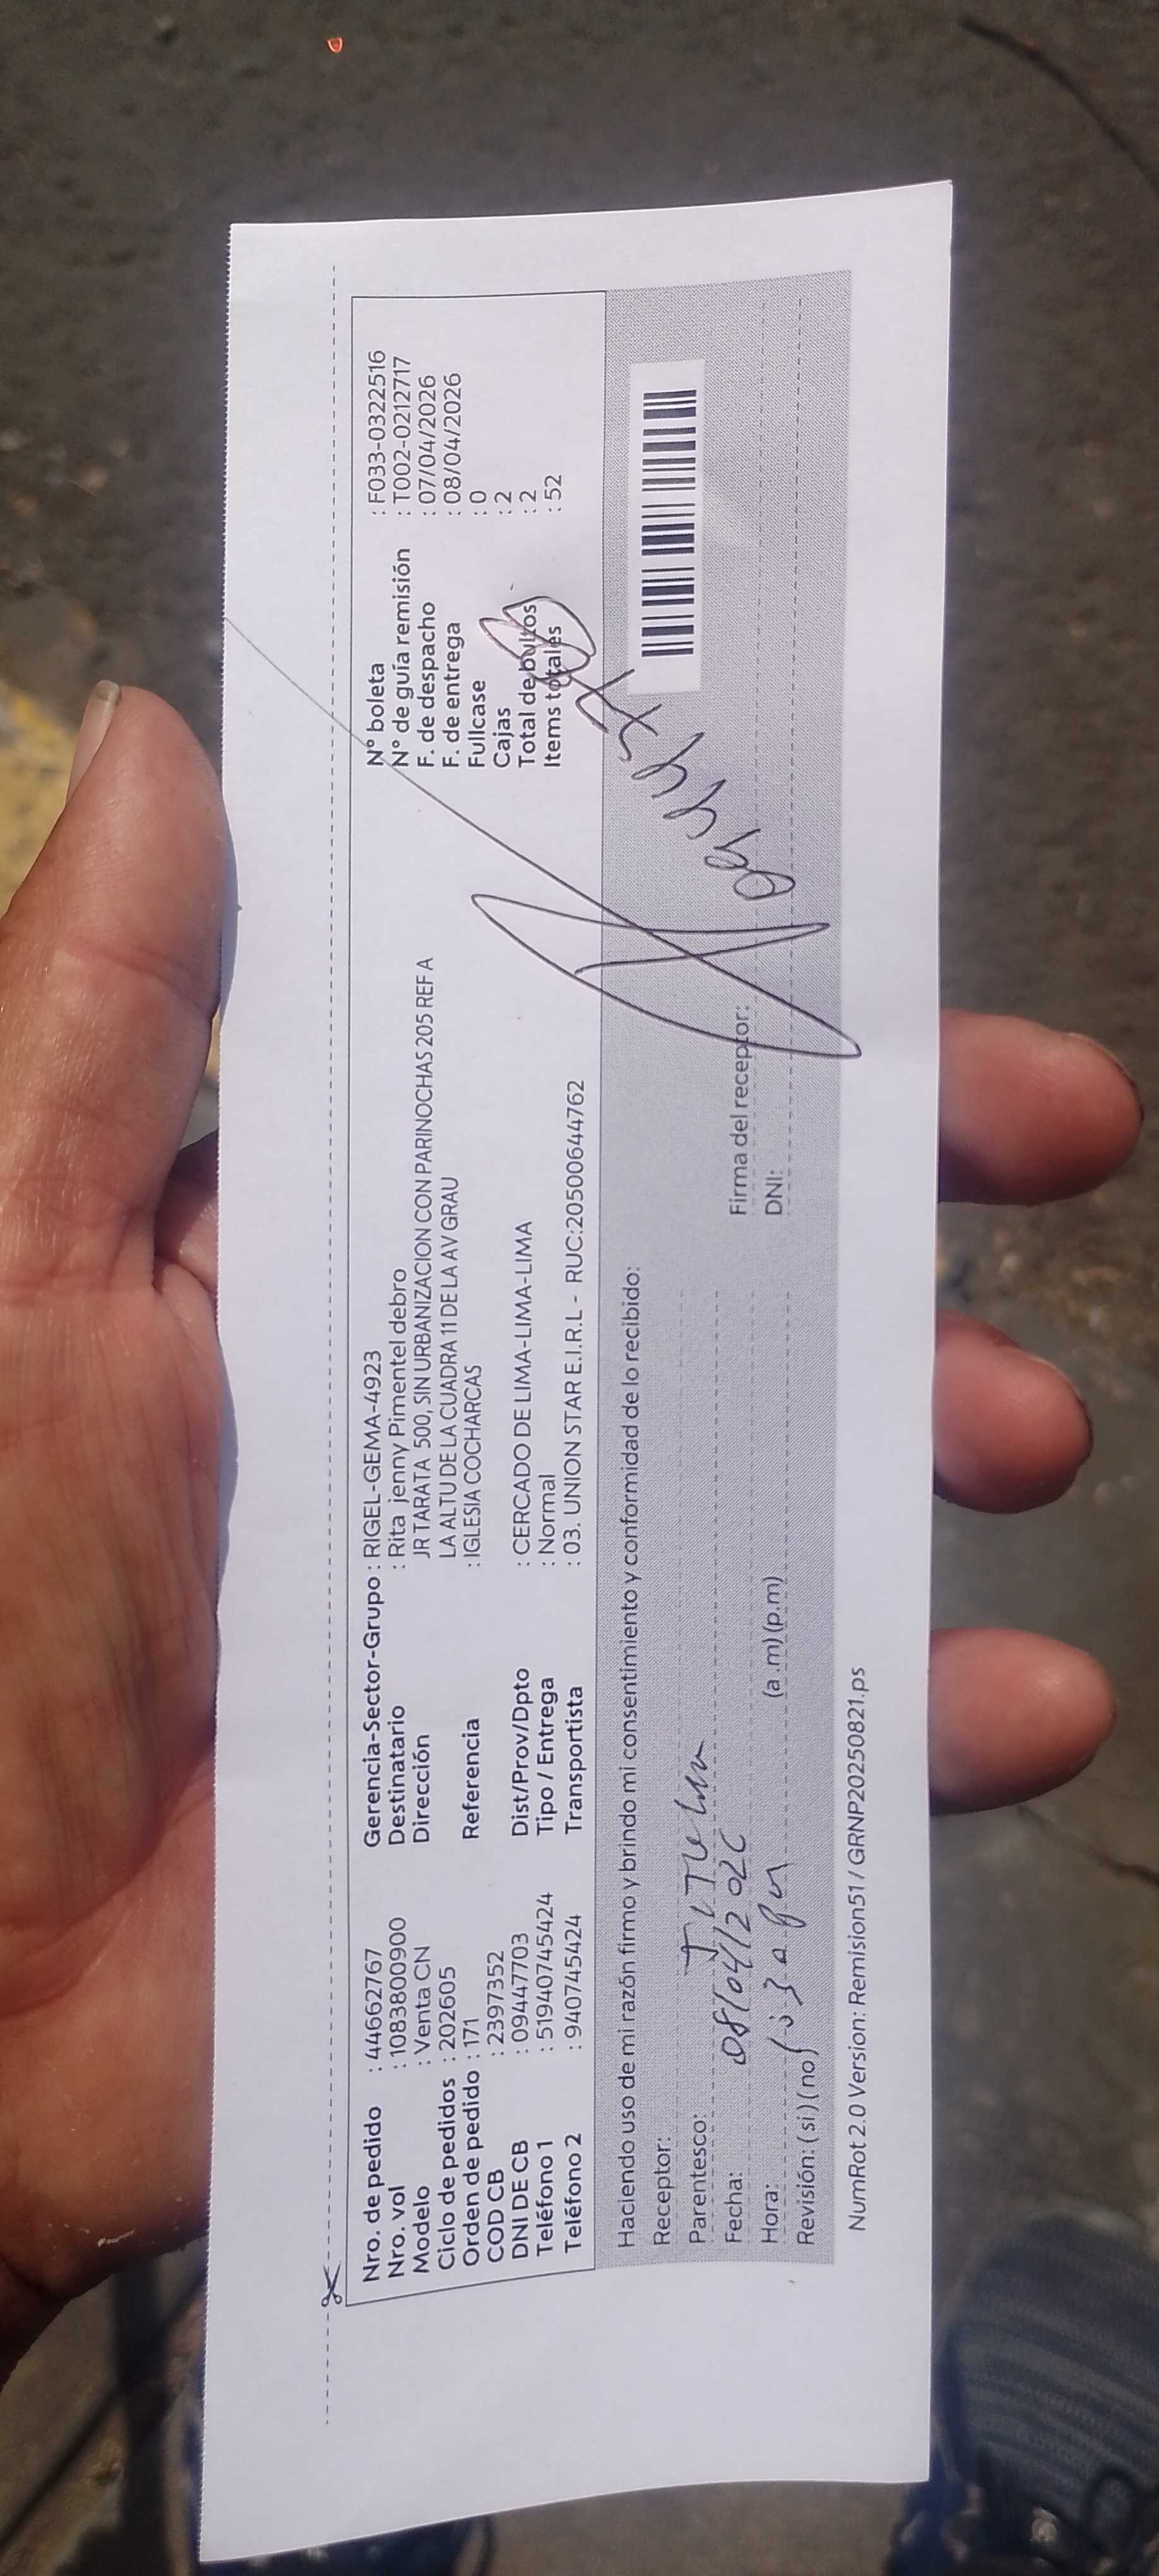 Nro. de pedido : 44662767
Nro. vol : 1083800900
Modelo : Venta CN
Ciclo de pedidos : 202605
Orden de pedido : 171
COD CB : 2397352
DNI DE CB : 09447703
Teléfono 1 : 51940745424
Teléfono 2 : 940745424
Gerencia-Sector-Grupo : RIGEL-GEMA-4923
Destinatario : Rita jenny Pimentel debro
Dirección JR TARATA 500, SIN URBANIZACION CON PARINOCHAS 205 REF A
LA ALTU DE LA CUADRA 11 DE LA AV GRAU
Referencia : IGLESIA COCHARCAS
Dist/Prov/Dpto : CERCADO DE LIMA-LIMA-LIMA
Tipo / Entrega : Normal
Transportista : 03. UNION STAR E.I.R.L - RUC:20500644762
N° boleta : F033-0322516
N° de guía remisión : T002-0212717
F. de despacho : 07/04/2026
F. de entrega : 08/04/2026
Fullcase : 0
Cajas : 2
Total de bultos : 2
Items totales : 52
Haciendo uso de mi razón firmo y brindo mi consentimiento y conformidad de lo recibido:
Receptor:
Parentesco:
Fecha: 08/04/202
Hora: (a.m) (p.m)
Revisión: ( si ) ( no )
Firma del receptor:
DNI:
NumRot 2.0 Version: Remision51 / GRNP20250821.ps